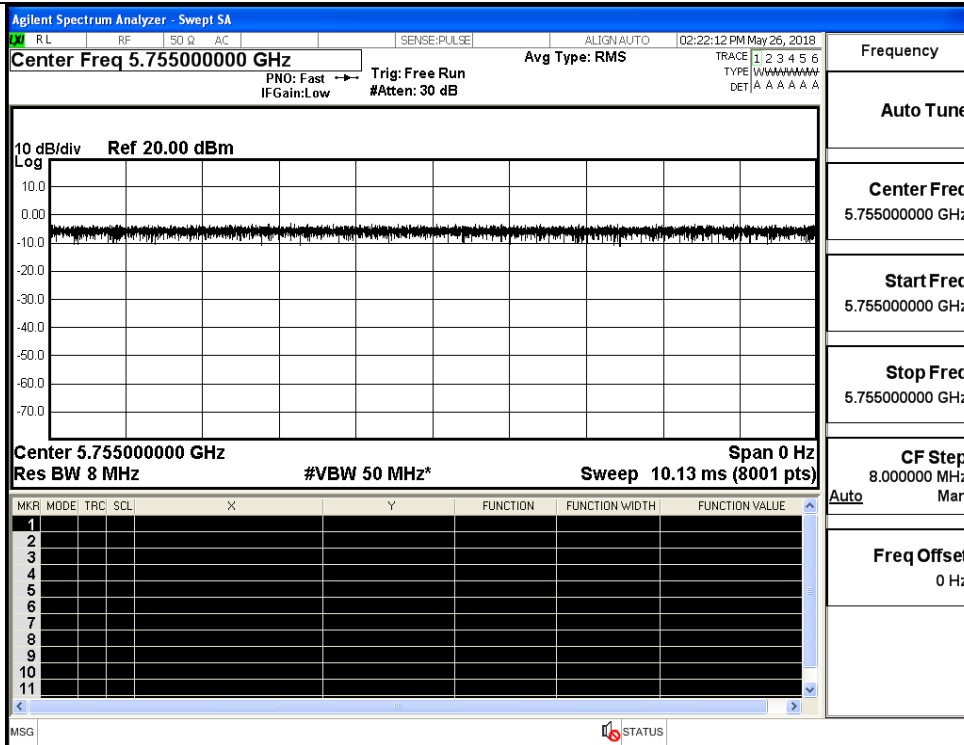 Agilent Spectrum Analyzer - Swept SA
LXI RL RF 50 Ω AC SENSE:PULSE ALIGN AUTO 02:22:12 PM May 26, 2018
Center Freq 5.755000000 GHz
PNO: Fast
IFGain:Low
Trig: Free Run
#Atten: 30 dB
Avg Type: RMS
TRACE 1 2 3 4 5 6
TYPE WWWWWW
DET A A A A A A
10 dB/div Ref 20.00 dBm
Log
10.0
0.00
-10.0
-20.0
-30.0
-40.0
-50.0
-60.0
-70.0
Center 5.755000000 GHz Span 0 Hz
Res BW 8 MHz #VBW 50 MHz* Sweep 10.13 ms (8001 pts)
MKR MODE TRC SCL X Y FUNCTION FUNCTION WIDTH FUNCTION VALUE
1
2
3
4
5
6
7
8
9
10
11
MSG STATUS
Frequency
Auto Tune
Center Freq
5.755000000 GHz
Start Freq
5.755000000 GHz
Stop Freq
5.755000000 GHz
CF Step
8.000000 MHz
Auto Man
Freq Offset
0 Hz